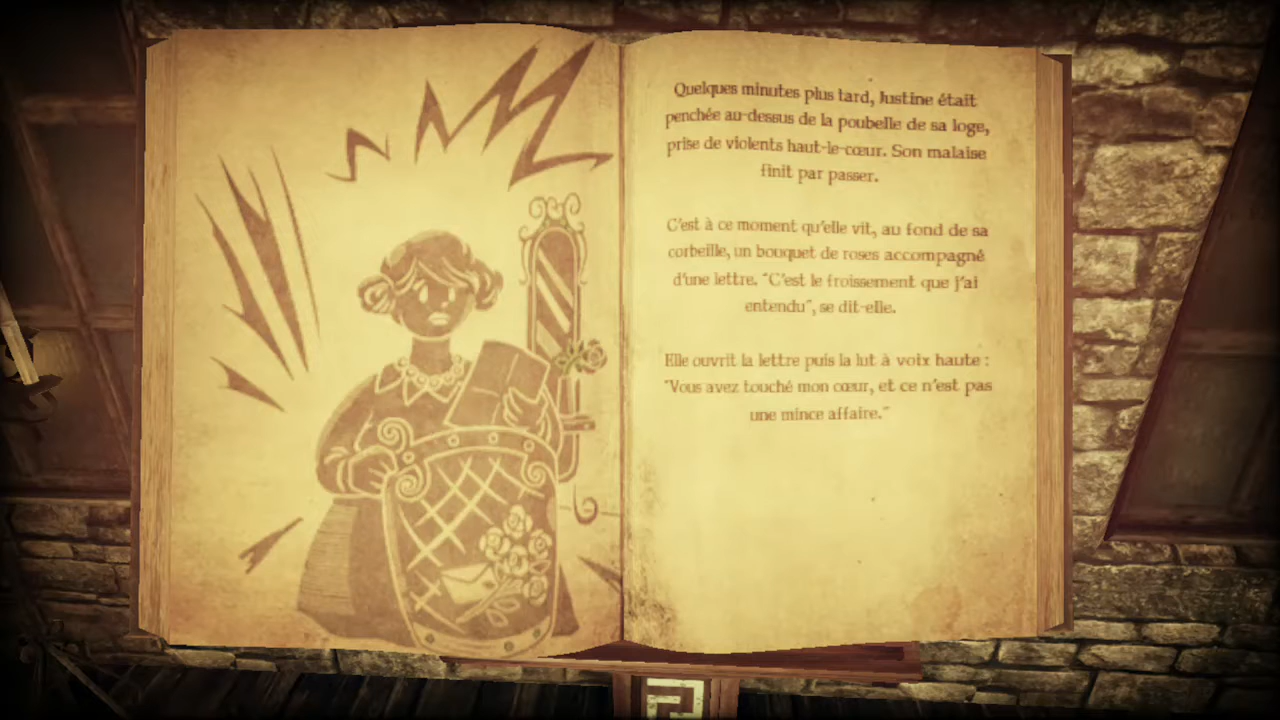 Quelques minutes plus tard, Justine était
penchée au-dessus de la poubelle de sa loge,
prise de violents haut-le-cœur. Son malaise
finit par passer.
C'est à ce moment qu'elle vit, au fond de sa
corbeille, un bouquet de roses accompagné
d'une lettre. "C'est le froissement que j'ai
entendu", se dit-elle.
Elle ouvrit la lettre puis la lut à voix haute :
"Vous avez touché mon cœur, et ce n'est pas
une mince affaire."